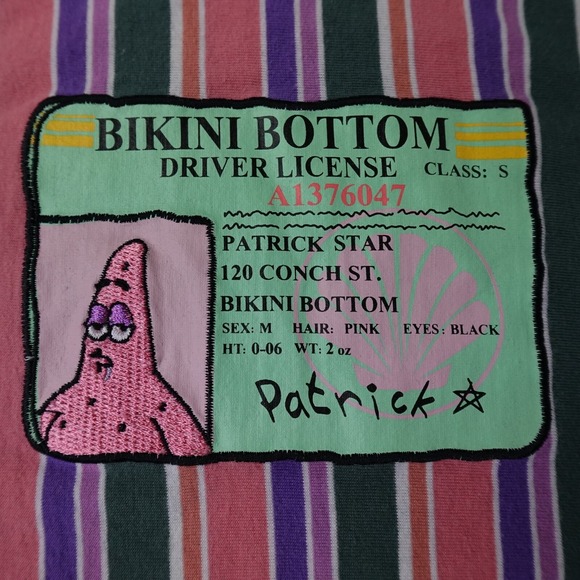 BIKINI BOTTOM
DRIVER LICENSE CLASS: S
A1376047
PATRICK STAR
120 CONCH ST.
BIKINI BOTTOM
SEX: M HAIR: PINK EYES: BLACK
HT: 0-06 WT: 2 oz
Patrick ☆